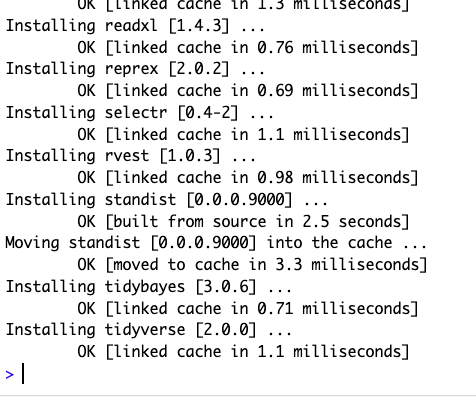 OK [linked cache in 1.3 milliseconds]
Installing readxl [1.4.3] ...
OK [linked cache in 0.76 milliseconds]
Installing reprex [2.0.2] ...
OK [linked cache in 0.69 milliseconds]
Installing selectr [0.4-2] ...
OK [linked cache in 1.1 milliseconds]
Installing rvest [1.0.3] ...
OK [linked cache in 0.98 milliseconds]
Installing standist [0.0.0.9000] ...
OK [built from source in 2.5 seconds]
Moving standist [0.0.0.9000] into the cache ...
OK [moved to cache in 3.3 milliseconds]
Installing tidybayes [3.0.6] ...
OK [linked cache in 0.71 milliseconds]
Installing tidyverse [2.0.0] ...
OK [linked cache in 1.1 milliseconds]
>